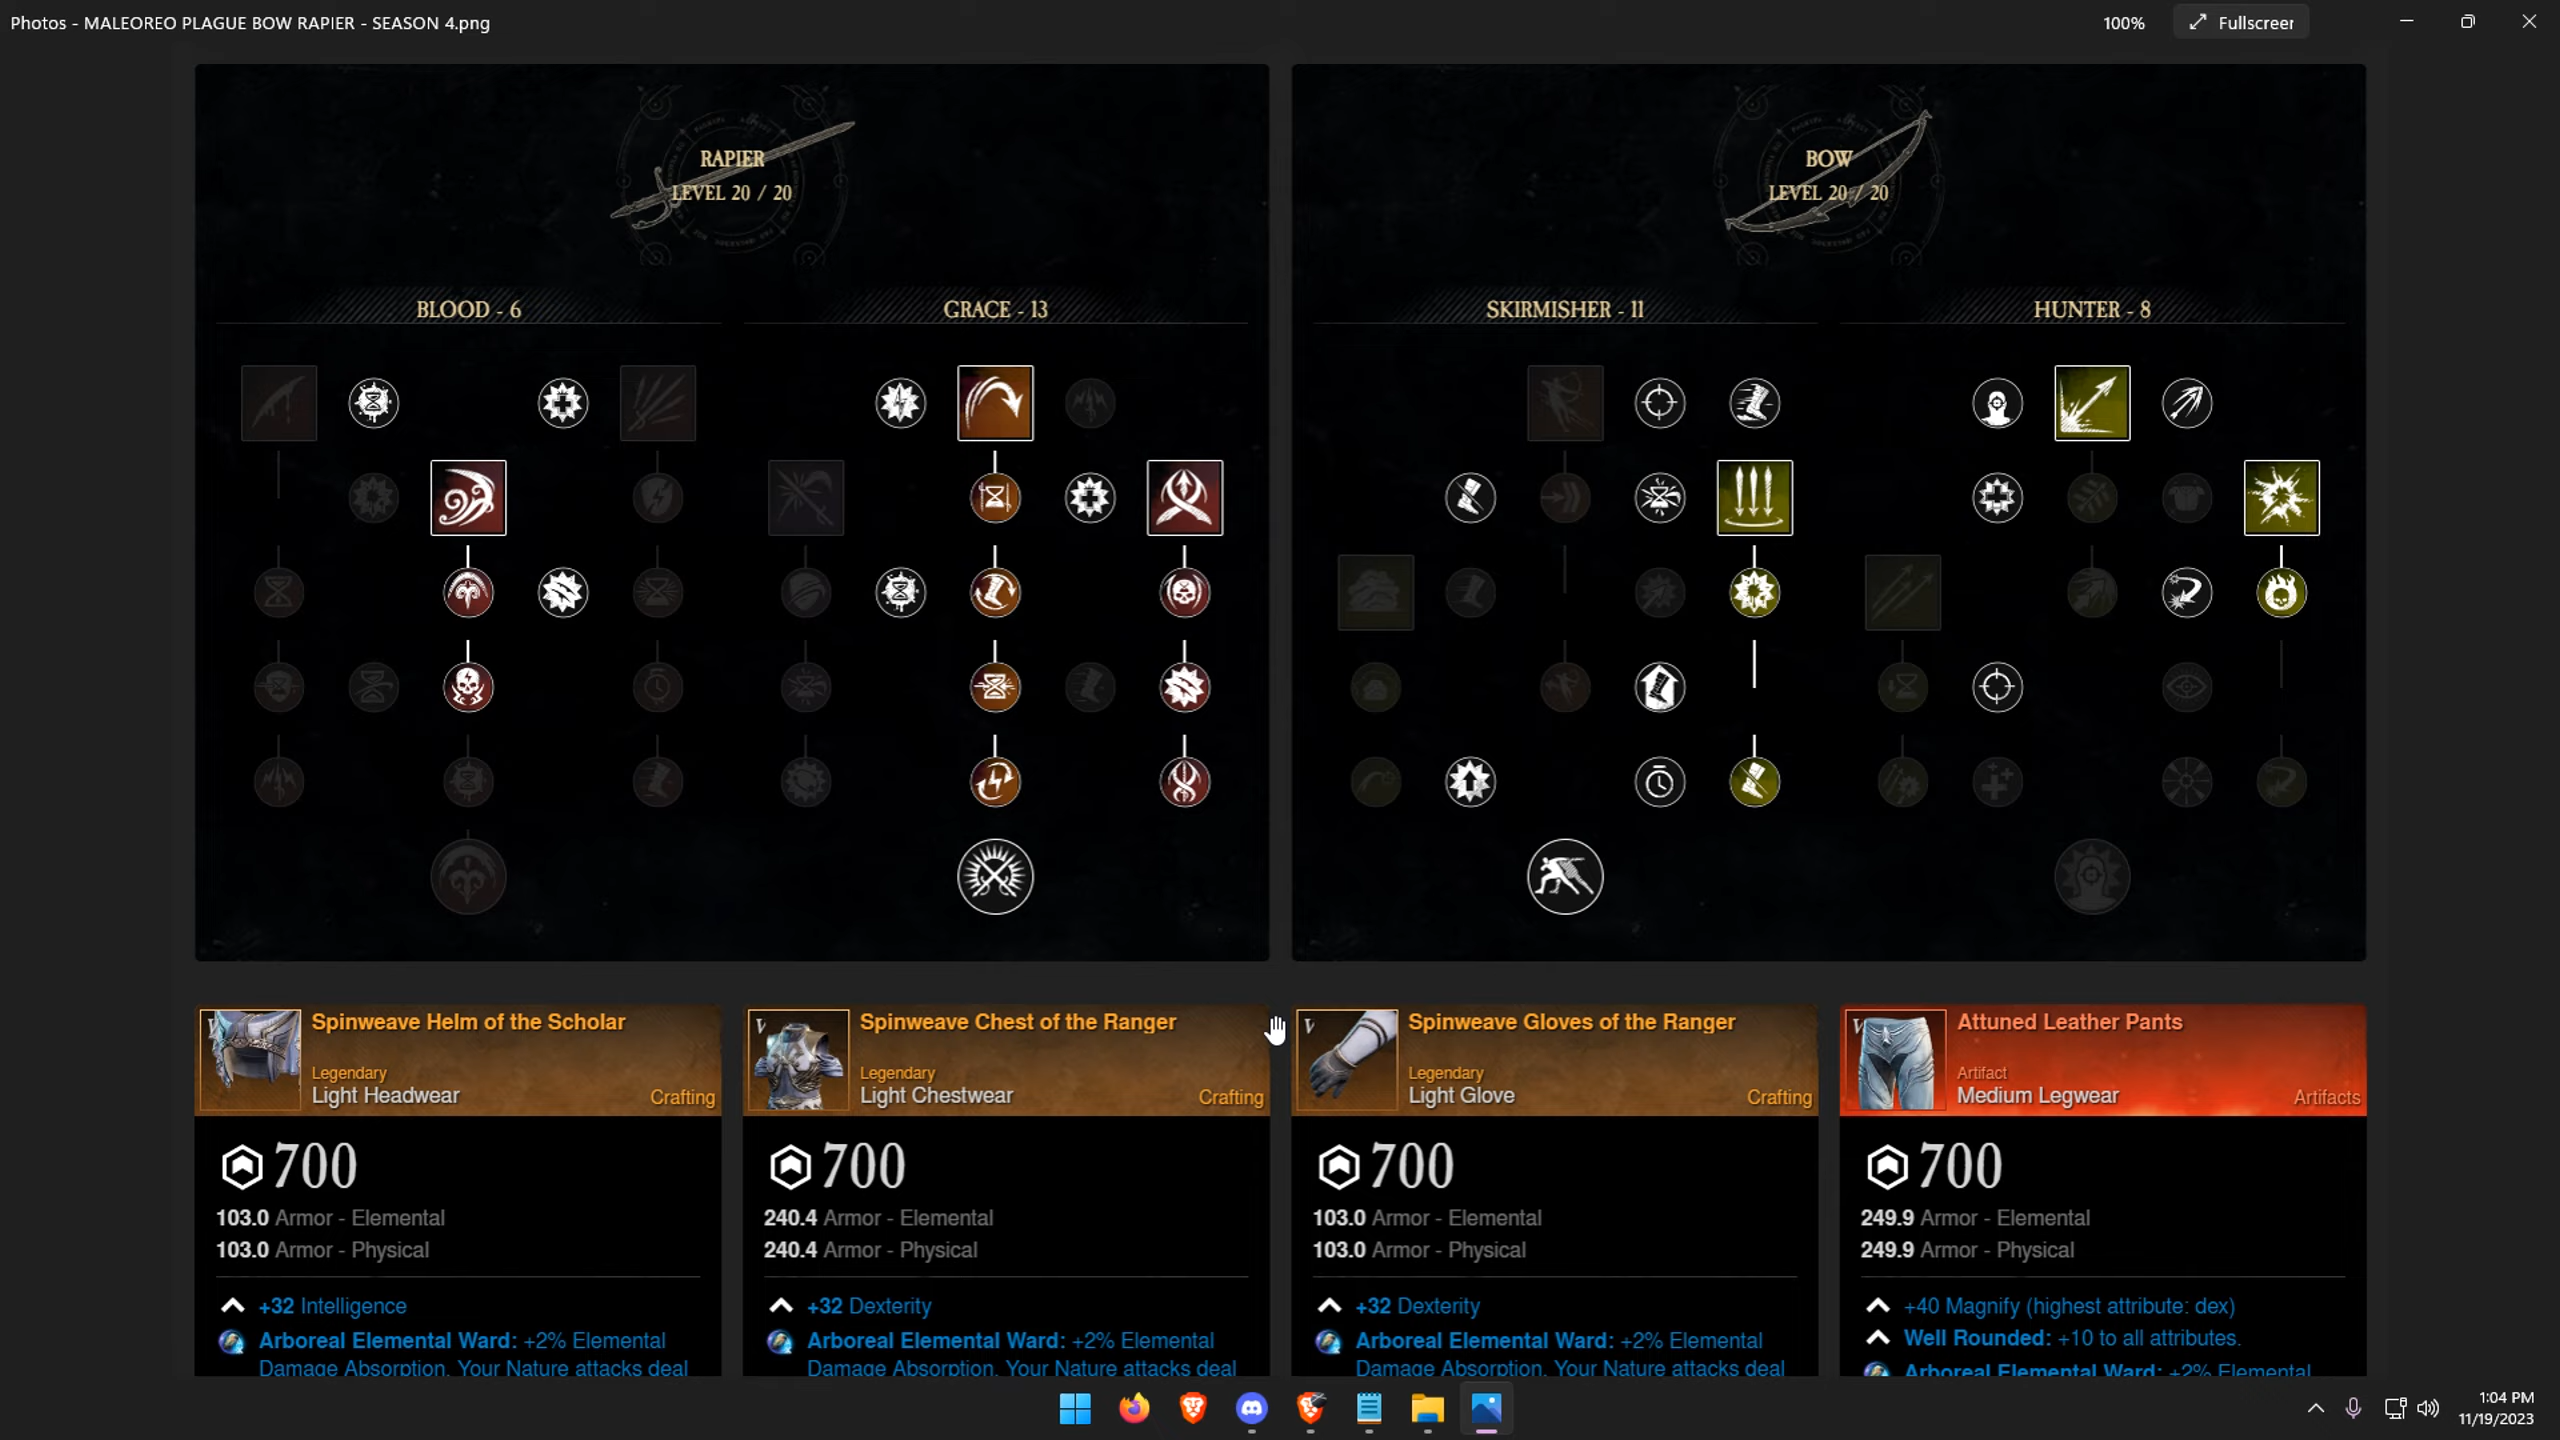 Photos - MALEOREO PLAGUE BOW RAPIER - SEASON 4.png
100%
Fullscreen
RAPIER
LEVEL 20 / 20
BLOOD - 6
GRACE - 13
BOW
LEVEL 20 / 20
SKIRMISHER - 11
HUNTER - 8
V
Spinweave Helm of the Scholar
Legendary
Light Headwear
Crafting
700
103.0 Armor - Elemental
103.0 Armor - Physical
+32 Intelligence
Arboreal Elemental Ward: +2% Elemental
Damage Absorption. Your Nature attacks deal
V
Spinweave Chest of the Ranger
Legendary
Light Chestwear
Crafting
700
240.4 Armor - Elemental
240.4 Armor - Physical
+32 Dexterity
Arboreal Elemental Ward: +2% Elemental
Damage Absorption. Your Nature attacks deal
V
Spinweave Gloves of the Ranger
Legendary
Light Glove
Crafting
700
103.0 Armor - Elemental
103.0 Armor - Physical
+32 Dexterity
Arboreal Elemental Ward: +2% Elemental
Damage Absorption. Your Nature attacks deal
V
Attuned Leather Pants
Artifact
Medium Legwear
Artifacts
700
249.9 Armor - Elemental
249.9 Armor - Physical
+40 Magnify (highest attribute: dex)
Well Rounded: +10 to all attributes.
Arboreal Elemental Ward: +2% Elemental
1:04 PM
11/19/2023